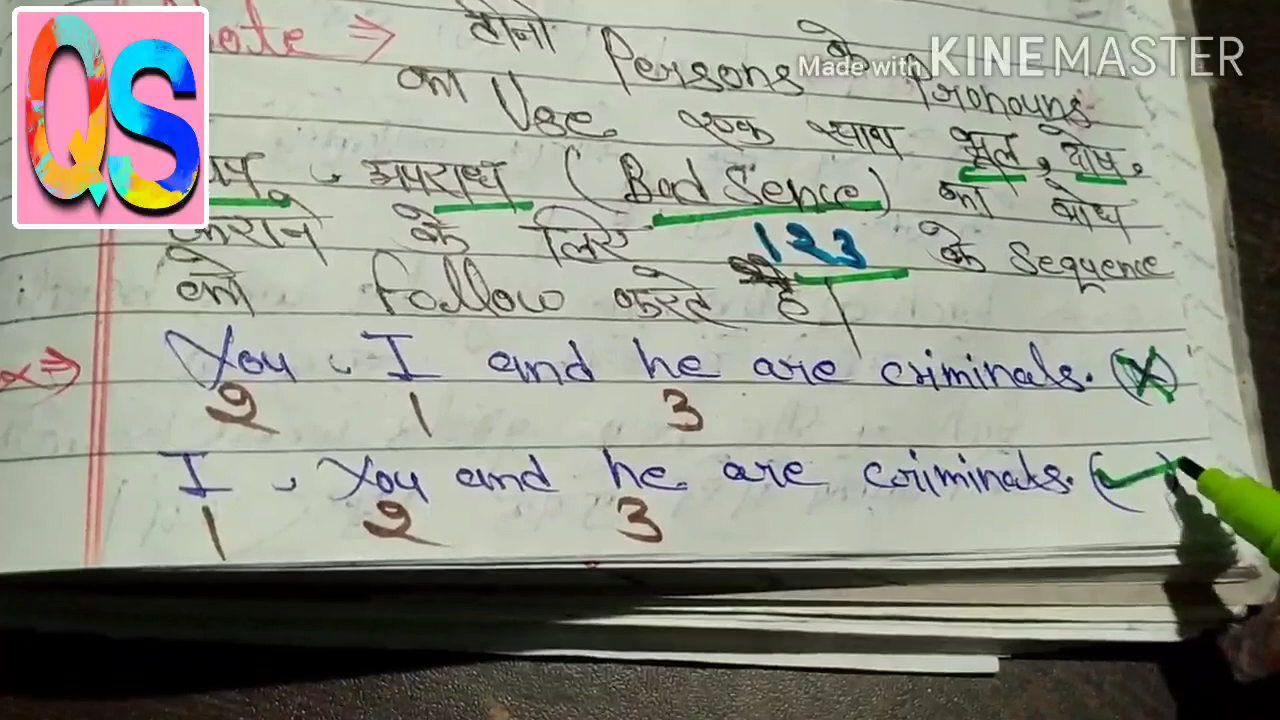 QS
Note ⇒ तीनो Persons के Pronouns
Made with KINEMASTER
का Use एक साथ भूल, दोष,
, अपराध (Bad Sence) का बोध
कराने के लिए 123 के Sequence
को follow करते है।
You, I and he are criminals. (X)
2 1 3
I, You and he are criminals. (✓)
1 2 3